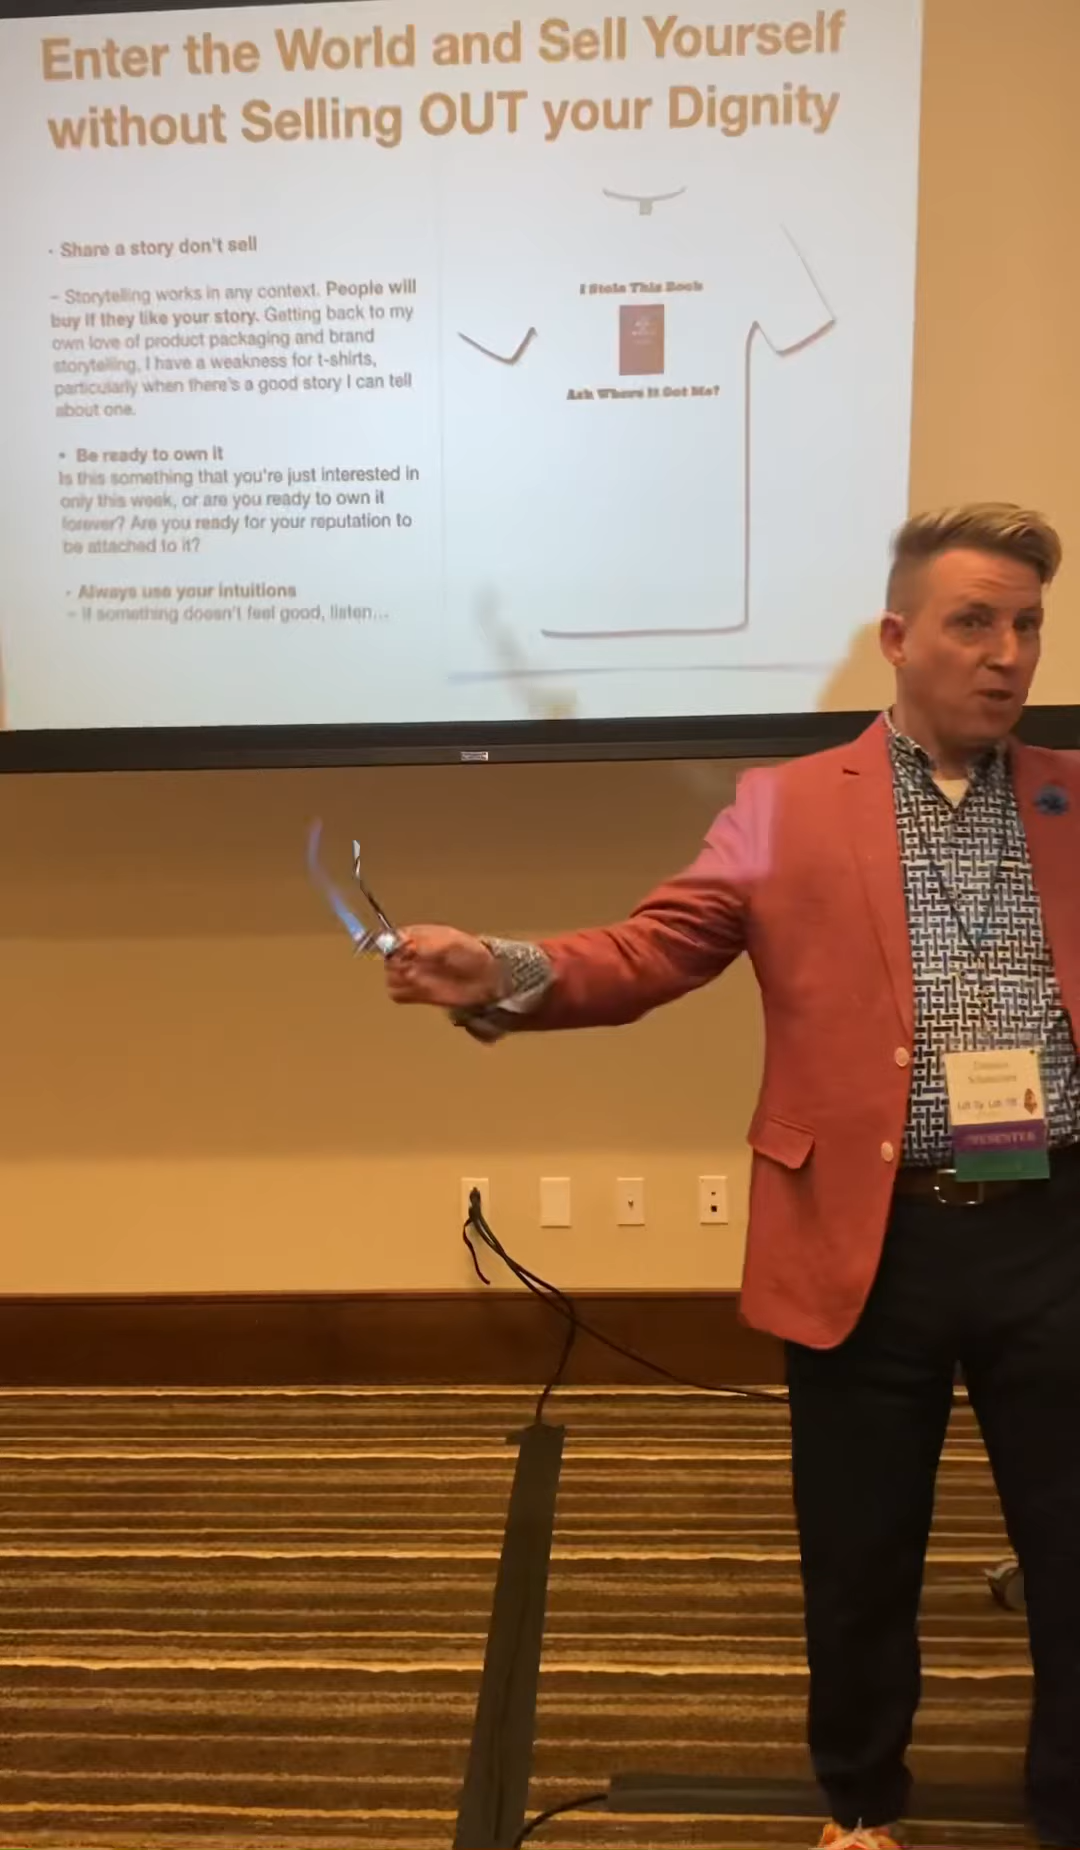 Enter the World and Sell Yourself
without Selling OUT your Dignity
· Share a story don't sell
– Storytelling works in any context. People will
buy if they like your story. Getting back to my
own love of product packaging and brand
storytelling, I have a weakness for t-shirts,
particularly when there's a good story I can tell
about one.
• Be ready to own it
Is this something that you're just interested in
only this week, or are you ready to own it
forever? Are you ready for your reputation to
be attached to it?
· Always use your intuitions
– If something doesn't feel good, listen...
I Stole This Book
Ask Where It Got Me?
PRESENTER